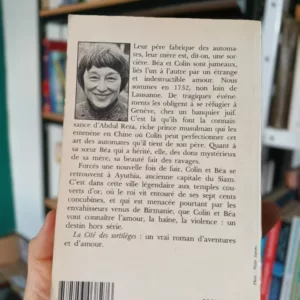 Leur père fabrique des automa-
tes, leur mère est, dit-on, une sor-
cière. Béa et Colin sont jumeaux,
liés l'un à l'autre par un étrange
et indestructible amour. Nous
sommes en 1752, non loin de
Lausanne. De tragiques événe-
ments les obligent à se réfugier à
Genève, chez un banquier juif.
C'est là qu'ils font la connais-
sance d'Abdul Reza, riche prince musulman qui les
emmène en Chine où Colin peut perfectionner cet
art des automates qu'il tient de son père. Quant à
sa sœur Béa qui a hérité, elle, des dons mystérieux
de sa mère, sa beauté fait des ravages.
Forcés une nouvelle fois de fuir, Colin et Béa se
retrouvent à Ayuthia, ancienne capitale du Siam.
C'est dans cette ville légendaire aux temples cou-
verts d'or, où le roi vit entouré de ses sept cents
concubines, et qui est menacée pourtant par les
envahisseurs venus de Birmanie, que Colin et Béa
vont connaître l'amour, la haine, la violence : un
destin hors série.
La Cité des sortilèges : un vrai roman d'aventures
et d'amour.